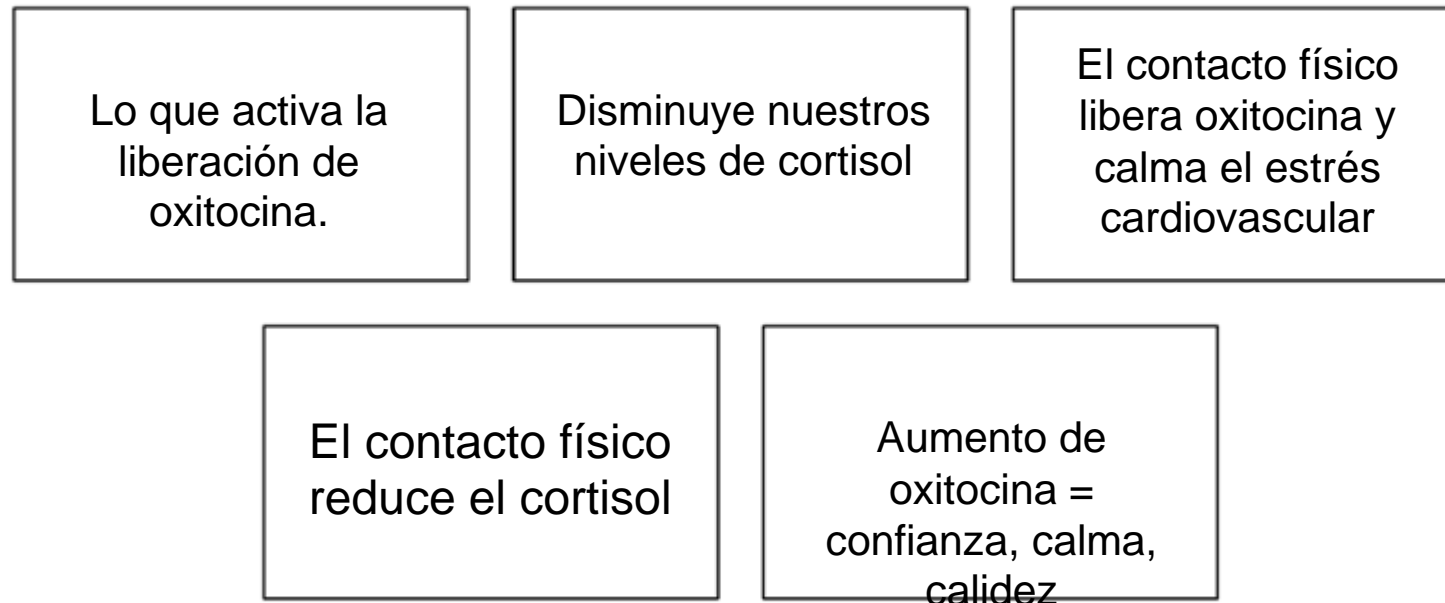 Lo que activa la
liberación de
oxitocina.
Disminuye nuestros
niveles de cortisol
El contacto físico
libera oxitocina y
calma el estrés
cardiovascular
El contacto físico
reduce el cortisol
Aumento de
oxitocina =
confianza, calma,
calidez